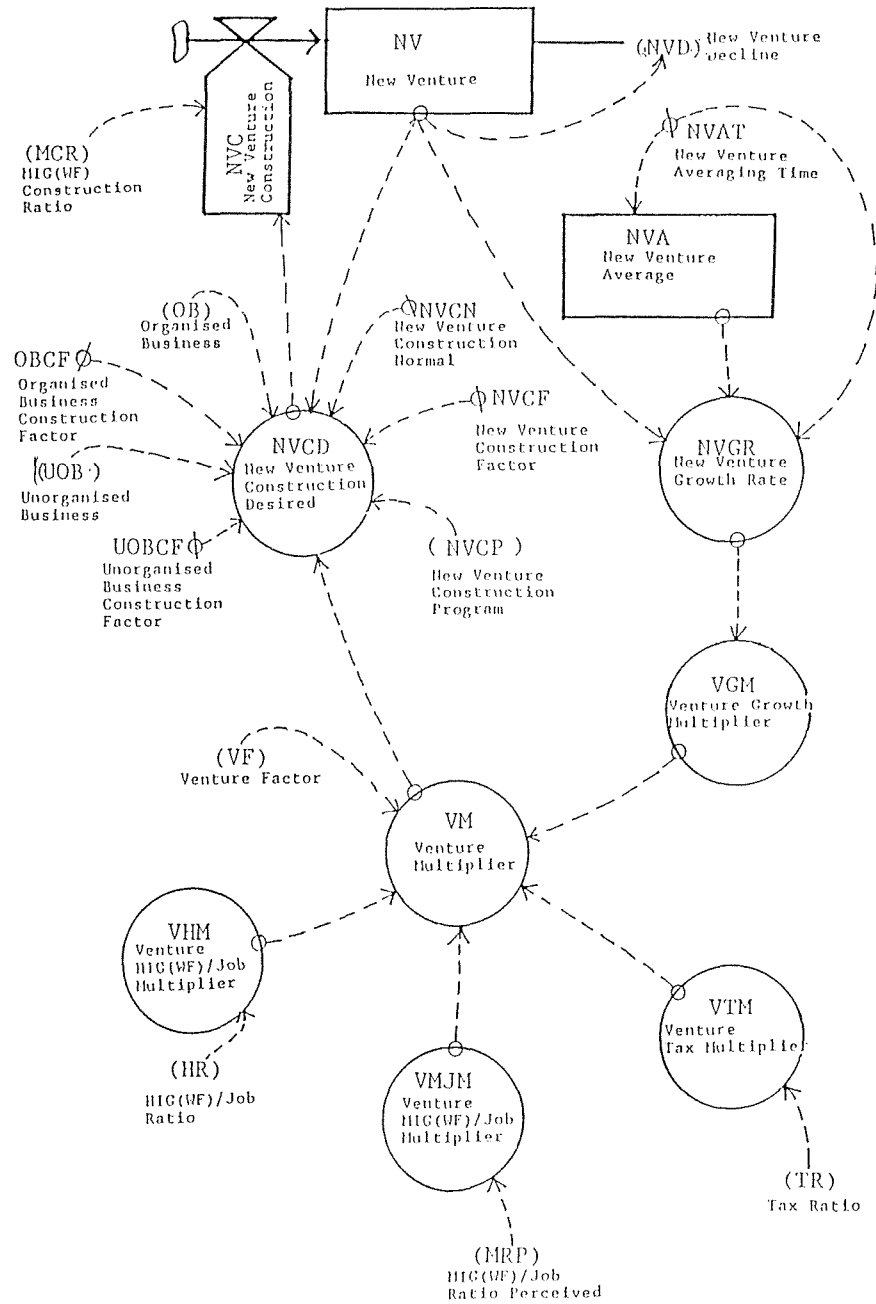 NV
New Venture
(NVD) New Venture
Decline
NVC
New Venture
Construction
(MCR)
MIG(WF)
Construction
Ratio
NVAT
New Venture
Averaging Time
NVA
New Venture
Average
(OB)
Organised
Business
NVCN
New Venture
Construction
Normal
OBCF
Organised
Business
Construction
Factor
NVCF
New Venture
Construction
Factor
NVCD
New Venture
Construction
Desired
NVGR
New Venture
Growth Rate
(UOB)
Unorganised
Business
UOBCF
Unorganised
Business
Construction
Factor
(NVCP)
New Venture
Construction
Program
VGM
Venture Growth
Multiplier
(VF)
Venture Factor
VM
Venture
Multiplier
VHM
Venture
HIG(WF)/Job
Multiplier
VTM
Venture
Tax Multiplier
(HR)
HIG(WF)/Job
Ratio
VMJM
Venture
MIG(WF)/Job
Multiplier
(TR)
Tax Ratio
(MRP)
MIG(WF)/Job
Ratio Perceived